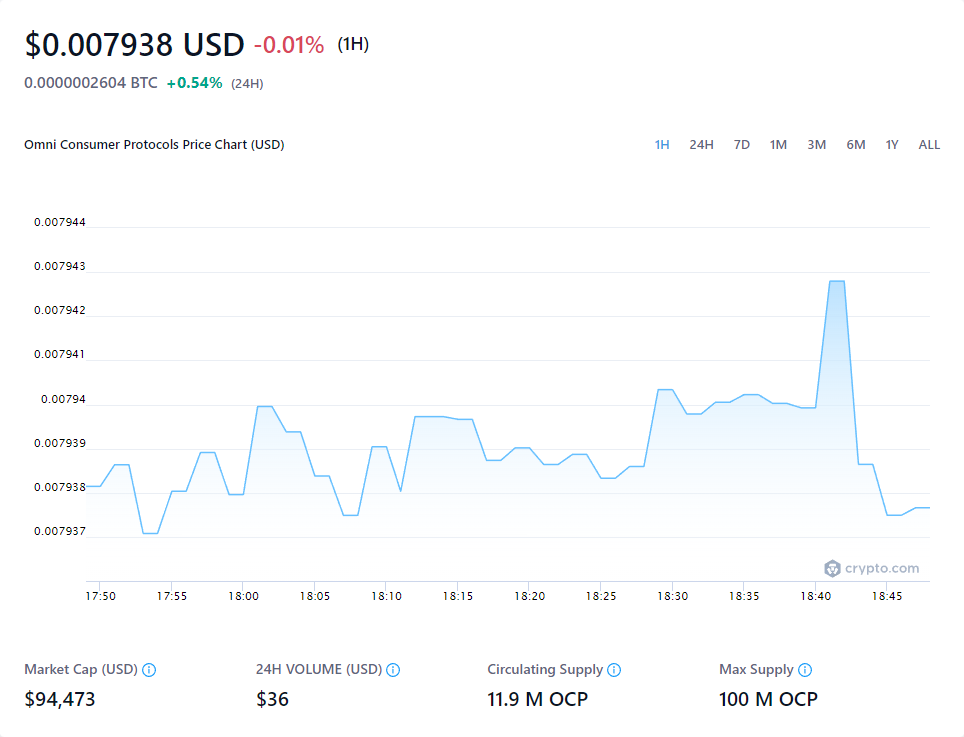 $0.007938 USD -0.01% (1H)
0.0000002604 BTC +0.54% (24H)
Omni Consumer Protocols Price Chart (USD) 1H 24H 7D 1M 3M 6M 1Y ALL
0.007944
0.007943
0.007942
0.007941
0.00794
0.007939
0.007938
0.007937
crypto.com
17:50 17:55 18:00 18:05 18:10 18:15 18:20 18:25 18:30 18:35 18:40 18:45
Market Cap (USD) 24H VOLUME (USD) Circulating Supply Max Supply
$94,473 $36 11.9 M OCP 100 M OCP